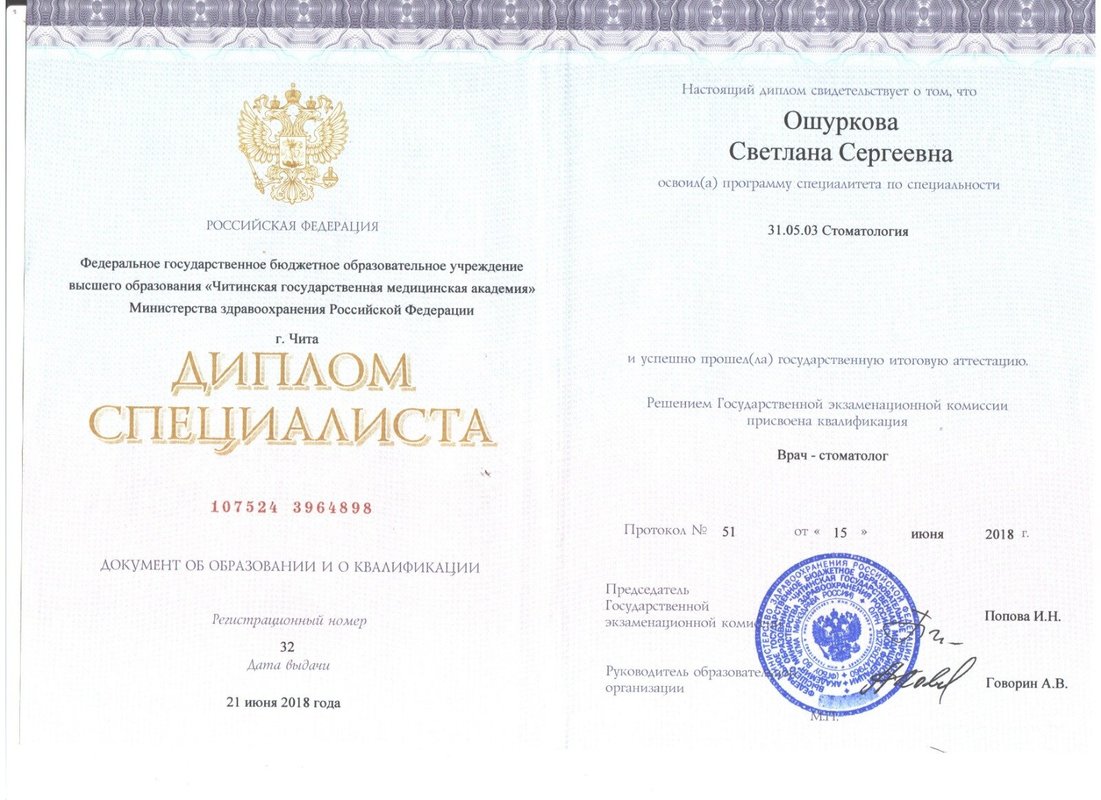 РОССИЙСКАЯ ФЕДЕРАЦИЯ
Федеральное государственное бюджетное образовательное учреждение
высшего образования «Читинская государственная медицинская академия»
Министерства здравоохранения Российской Федерации
г. Чита
ДИПЛОМ
СПЕЦИАЛИСТА
107524 3964898
ДОКУМЕНТ ОБ ОБРАЗОВАНИИ И О КВАЛИФИКАЦИИ
Регистрационный номер
32
Дата выдачи
21 июня 2018 года
Настоящий диплом свидетельствует о том, что
Ошуркова
Светлана Сергеевна
освоил(а) программу специалитета по специальности
31.05.03 Стоматология
и успешно прошел(ла) государственную итоговую аттестацию.
Решением Государственной экзаменационной комиссии
присвоена квалификация
Врач - стоматолог
Протокол № 51 от « 15 » июня 2018 г.
Председатель
Государственной
экзаменационной комиссии
Попова И.Н.
Руководитель образовательной
организации
Говорин А.В.
М.П.